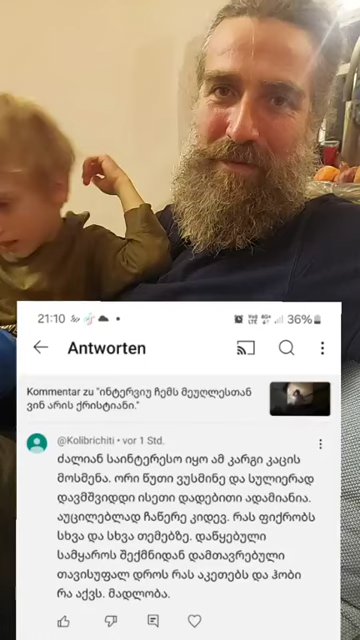 21:10
36%
Antworten
Kommentar zu "ინტერვიუ ჩემს მეუღლესთან
ვინ არის ქრისტიანი."
@Kolibrichiti • vor 1 Std.
ძალიან საინტერესო იყო ამ კარგი კაცის
მოსმენა. ორი წუთი ვუსმინე და სულიერად
დავმშვიდდი ისეთი დადებითი ადამიანია.
აუცილებლად ჩაწერე კიდევ. რას ფიქრობს
სხვა და სხვა თემებზე. დაწყებული
სამყაროს შექმნიდან დამთავრებული
თავისუფალ დროს რას აკეთებს და ჰობი
რა აქვს. მადლობა.